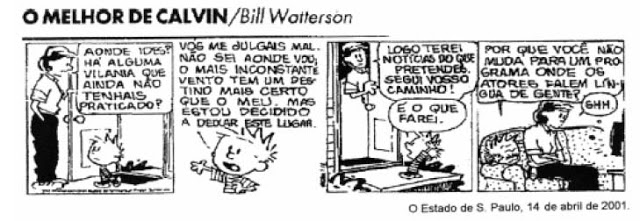 O MELHOR DE CALVIN/Bill Watterson
AONDE IDES?
HÁ ALGUMA
VILANIA QUE
AINDA NÃO
TENHAIS
PRATICADO?
VÓS ME JULGAIS MAL.
NÃO SEI AONDE VOU;
O MAIS INCONSTANTE
VENTO TEM UM DES-
TINO MAIS CERTO
QUE O MEU. MAS
ESTOU DECIDIDO
A DEIXAR ESTE LUGAR.
LOGO TEREI
NOTÍCIAS DO QUE
PRETENDES.
SEGUI VOSSO
CAMINHO!
É O QUE
FAREI.
POR QUE VOCÊ NÃO
MUDA PARA UM PRO-
GRAMA ONDE OS
ATORES FALEM LÍN-
GUA DE GENTE?
SHH.
O Estado de S. Paulo, 14 de abril de 2001.